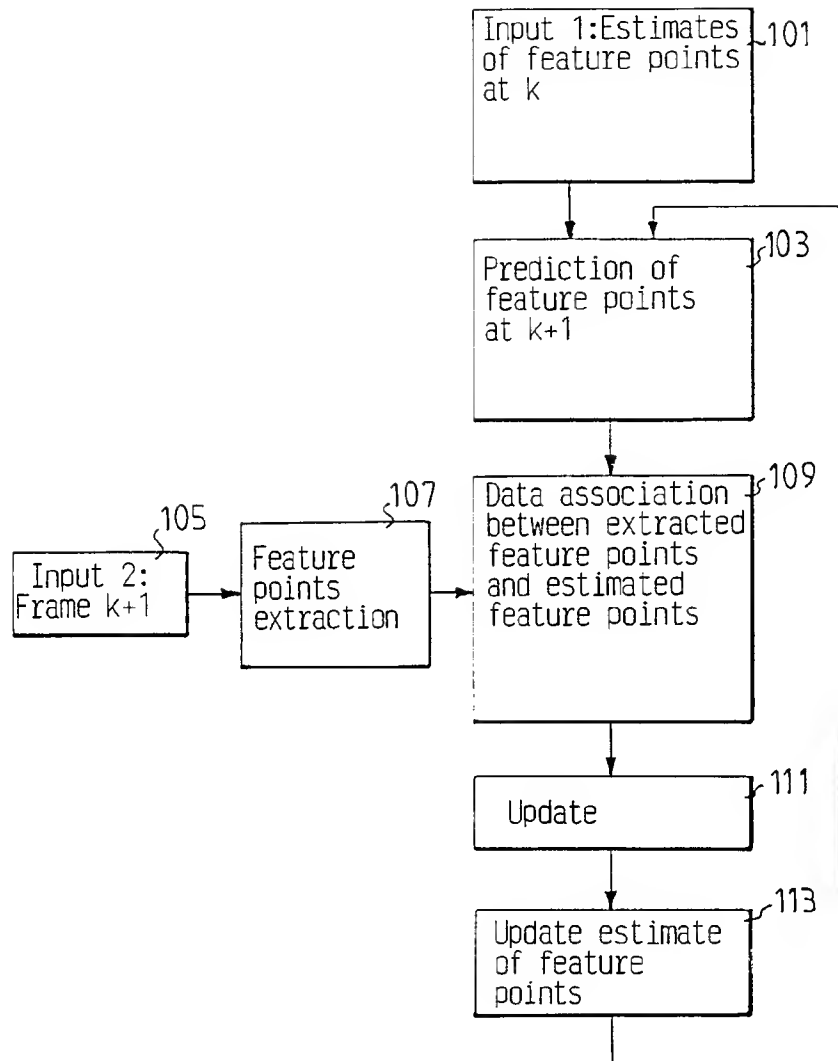 Input 1:Estimates
of feature points
at k
101
Prediction of
feature points
at k+1
103
105
Input 2:
Frame k+1
107
Feature
points
extraction
Data association
between extracted
feature points
and estimated
feature points
109
Update
111
Update estimate
of feature
points
113